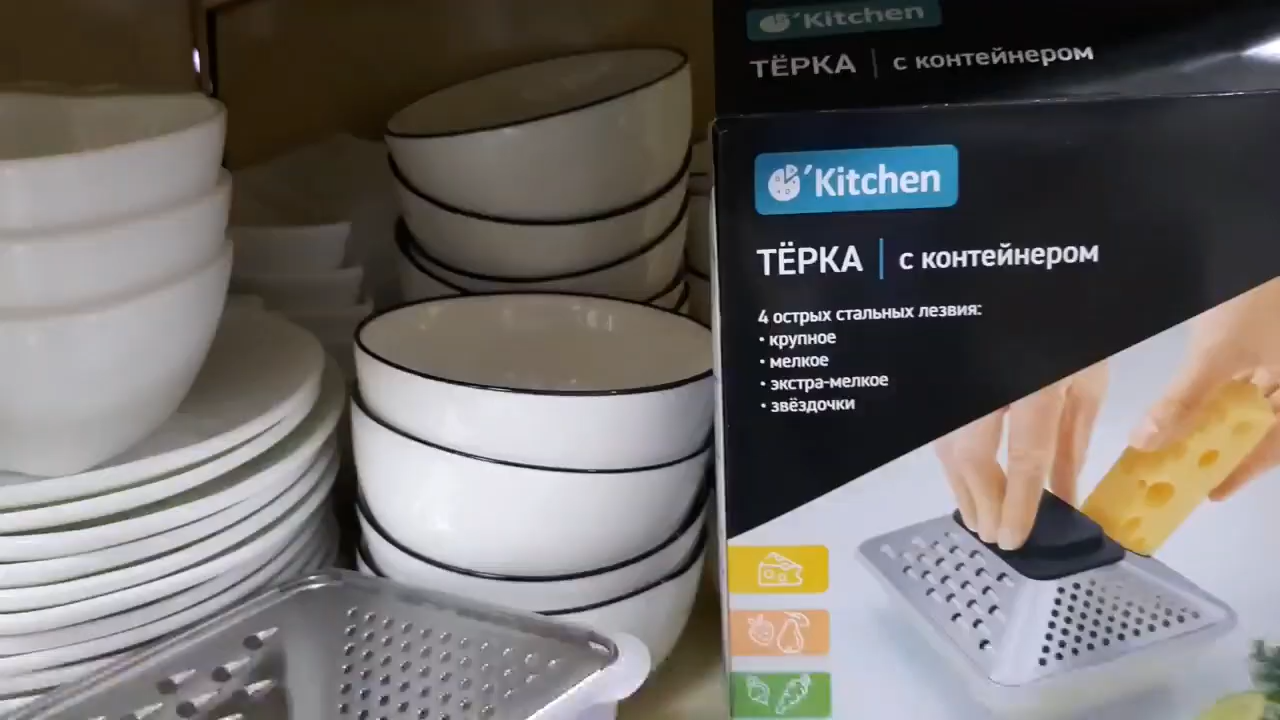 'Kitchen
ТЁРКА | с контейнером
'Kitchen
ТЁРКА | с контейнером
4 острых стальных лезвия:
• крупное
• мелкое
• экстра-мелкое
• звёздочки